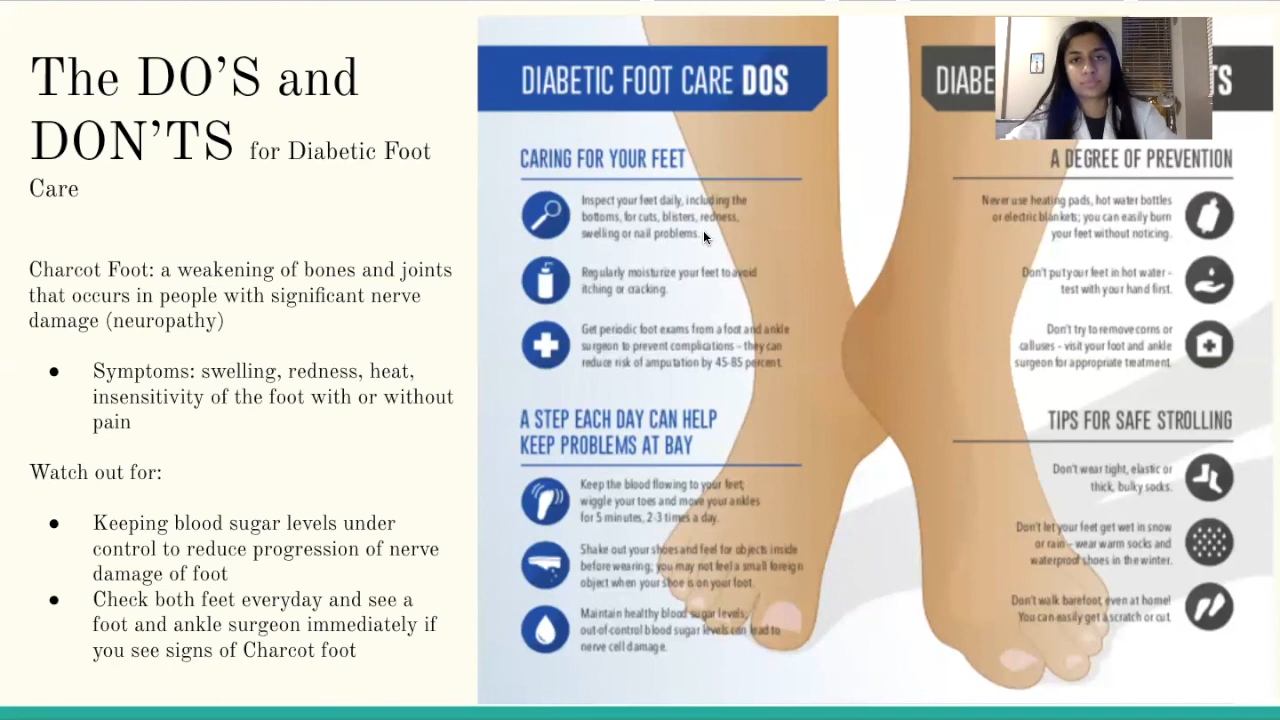 The DO'S and
DON'TS for Diabetic Foot
Care
Charcot Foot: a weakening of bones and joints
that occurs in people with significant nerve
damage (neuropathy)
● Symptoms: swelling, redness, heat,
insensitivity of the foot with or without
pain
Watch out for:
● Keeping blood sugar levels under
control to reduce progression of nerve
damage of foot
● Check both feet everyday and see a
foot and ankle surgeon immediately if
you see signs of Charcot foot
DIABETIC FOOT CARE DOS
CARING FOR YOUR FEET
Inspect your feet daily, including the
bottoms, for cuts, blisters, redness,
swelling or nail problems.
Regularly moisturize your feet to avoid
itching or cracking.
Get periodic foot exams from a foot and ankle
surgeon to prevent complications - they can
reduce risk of amputation by 45-85 percent.
A STEP EACH DAY CAN HELP
KEEP PROBLEMS AT BAY
Keep the blood flowing to your feet;
wiggle your toes and move your ankles
for 5 minutes, 2-3 times a day.
Shake out your shoes and feel for objects inside
before wearing; you may not feel a small foreign
object when your shoe is on your foot.
Maintain healthy blood sugar levels;
out-of-control blood sugar levels can lead to
nerve cell damage.
DIABE TS
A DEGREE OF PREVENTION
Never use heating pads, hot water bottles
or electric blankets; you can easily burn
your feet without noticing.
Don't put your feet in hot water -
test with your hand first.
Don't try to remove corns or
calluses - visit your foot and ankle
surgeon for appropriate treatment.
TIPS FOR SAFE STROLLING
Don't wear tight, elastic or
thick, bulky socks.
Don't let your feet get wet in snow
or rain - wear warm socks and
waterproof shoes in the winter.
Don't walk barefoot, even at home!
You can easily get a scratch or cut.